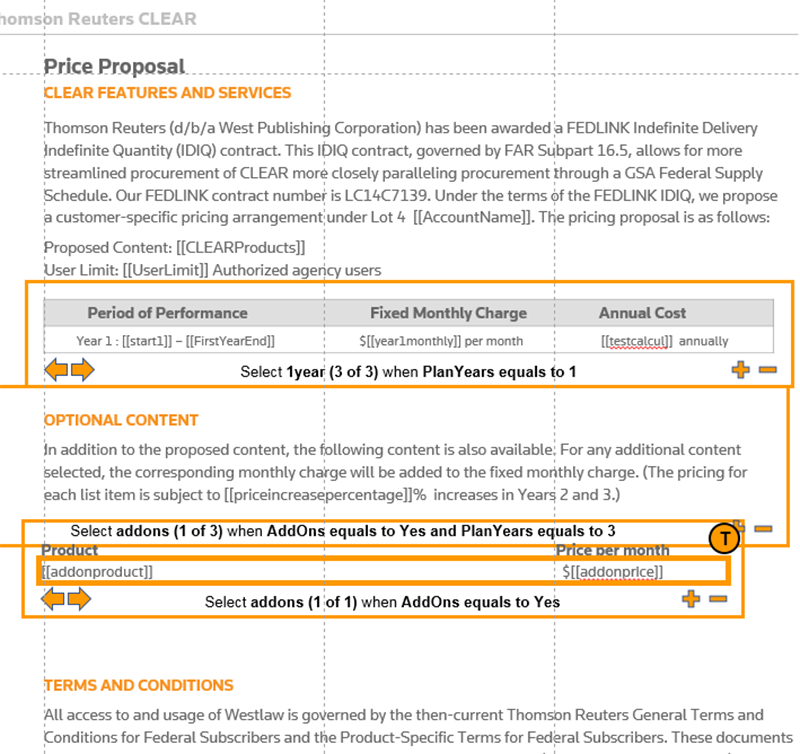 homson Reuters CLEAR
Price Proposal
CLEAR FEATURES AND SERVICES
Thomson Reuters (d/b/a West Publishing Corporation) has been awarded a FEDLINK Indefinite Delivery
Indefinite Quantity (IDIQ) contract. This IDIQ contract, governed by FAR Subpart 16.5, allows for more
streamlined procurement of CLEAR more closely paralleling procurement through a GSA Federal Supply
Schedule. Our FEDLINK contract number is LC14C7139. Under the terms of the FEDLINK IDIQ, we propose
a customer-specific pricing arrangement under Lot 4 [[AccountName]]. The pricing proposal is as follows:
Proposed Content: [[CLEARProducts]]
User Limit: [[UserLimit]] Authorized agency users
Period of Performance Fixed Monthly Charge Annual Cost
Year 1 : [[start1]] – [[FirstYearEnd]] $[[year1monthly]] per month [[testcalcul]] annually
Select 1year (3 of 3) when PlanYears equals to 1
OPTIONAL CONTENT
In addition to the proposed content, the following content is also available. For any additional content
selected, the corresponding monthly charge will be added to the fixed monthly charge. (The pricing for
each list item is subject to [[priceincreasepercentage]]% increases in Years 2 and 3.)
Select addons (1 of 3) when AddOns equals to Yes and PlanYears equals to 3
T
Product Price per month
[[addonproduct]] $[[addonprice]]
Select addons (1 of 1) when AddOns equals to Yes
TERMS AND CONDITIONS
All access to and usage of Westlaw is governed by the then-current Thomson Reuters General Terms and
Conditions for Federal Subscribers and the Product-Specific Terms for Federal Subscribers. These documents